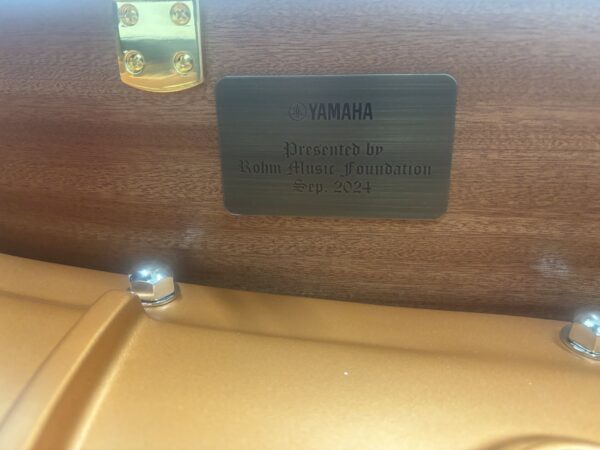 YAMAHA
Presented by
Rohm Music Foundation
Sep. 2024